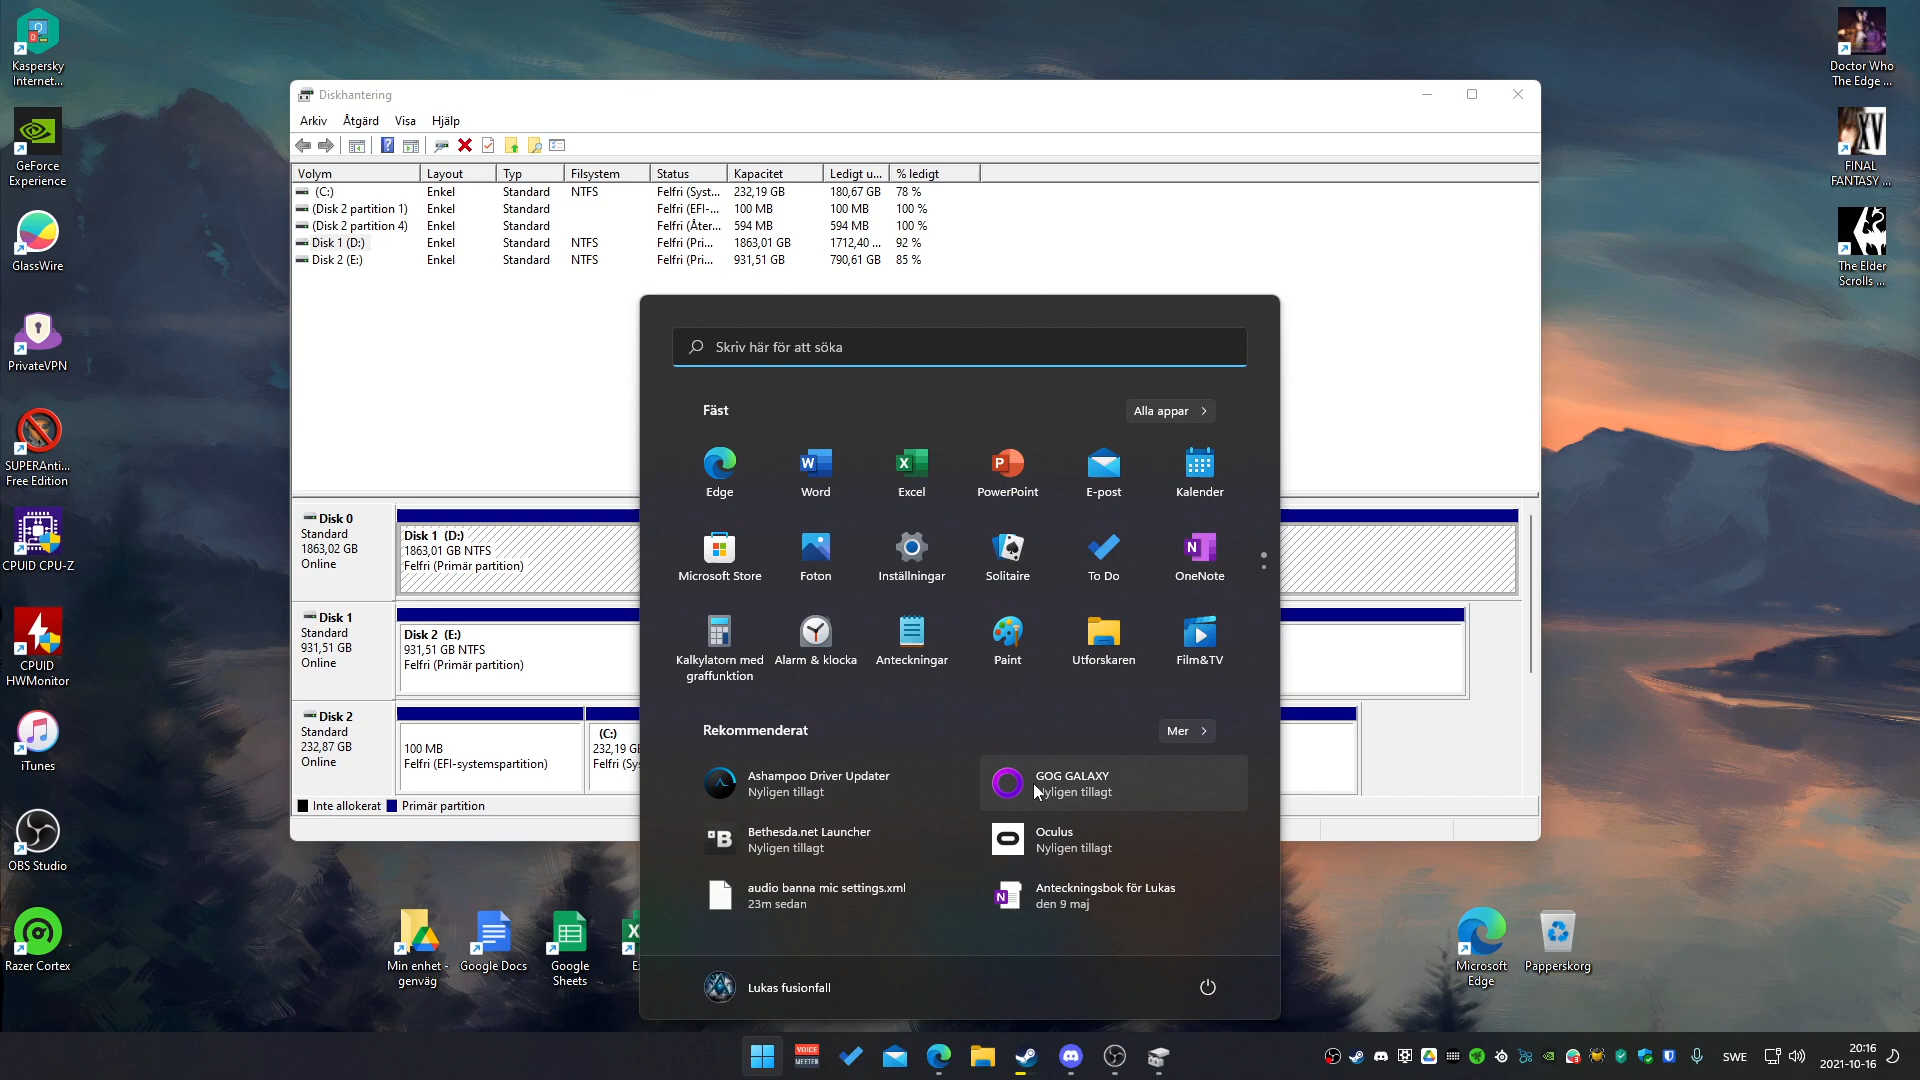 Kaspersky
Internet...
GeForce
Experience
GlassWire
PrivateVPN
SUPERAnti...
Free Edition
CPUID CPU-Z
CPUID
HWMonitor
iTunes
OBS Studio
Razer Cortex
Doctor Who
The Edge ...
FINAL
FANTASY ...
The Elder
Scrolls ...
Diskhantering
Arkiv Åtgärd Visa Hjälp
Volym Layout Typ Filsystem Status Kapacitet Ledigt u... % ledigt
(C:) Enkel Standard NTFS Felfri (Syst... 232,19 GB 180,67 GB 78 %
(Disk 2 partition 1) Enkel Standard Felfri (EFI-... 100 MB 100 MB 100 %
(Disk 2 partition 4) Enkel Standard Felfri (Åter... 594 MB 594 MB 100 %
Disk 1 (D:) Enkel Standard NTFS Felfri (Pri... 1863,01 GB 1712,40 ... 92 %
Disk 2 (E:) Enkel Standard NTFS Felfri (Pri... 931,51 GB 790,61 GB 85 %
Disk 0
Standard
1863,02 GB
Online
Disk 1 (D:)
1863,01 GB NTFS
Felfri (Primär partition)
Disk 1
Standard
931,51 GB
Online
Disk 2 (E:)
931,51 GB NTFS
Felfri (Primär partition)
Disk 2
Standard
232,87 GB
Online
100 MB
Felfri (EFI-systemspartition)
(C:)
232,19 GB
Felfri (Sys
Inte allokerat Primär partition
Skriv här för att söka
Fäst
Alla appar
Edge Word Excel PowerPoint E-post Kalender
Microsoft Store Foton Inställningar Solitaire To Do OneNote
Kalkylatorn med
graffunktion
Alarm & klocka Anteckningar Paint Utforskaren Film&TV
Rekommenderat
Mer
Ashampoo Driver Updater
Nyligen tillagt
GOG GALAXY
Nyligen tillagt
Bethesda.net Launcher
Nyligen tillagt
Oculus
Nyligen tillagt
audio banna mic settings.xml
23m sedan
Anteckningsbok för Lukas
den 9 maj
Lukas fusionfall
Min enhet -
genväg
Google Docs
Google
Sheets
Microsoft
Edge
Papperskorg
VOICE
MEETER
SWE
20:16
2021-10-16